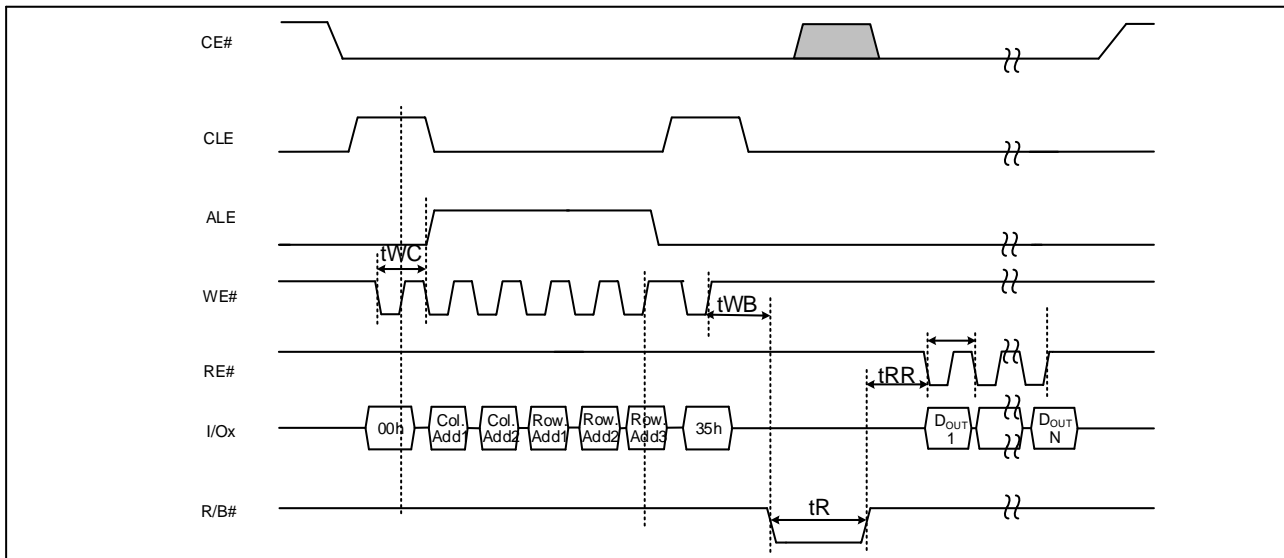 CE#
CLE
ALE
tWC
WE#
tWB
RE#
tRR
I/Ox
00h
Col.
Add1
Col.
Add2
Row.
Add1
Row.
Add2
Row.
Add3
35h
DOUT
1
DOUT
N
R/B#
tR